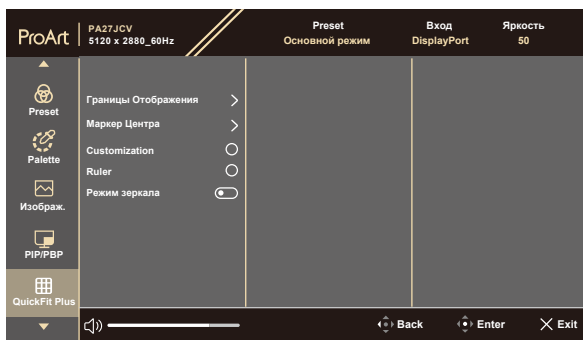 ProArt
PA27JCV
5120 x 2880_60Hz
Preset
Основной режим
Вход
DisplayPort
Яркость
50
Preset
Palette
Изображ.
PIP/PBP
QuickFit Plus
Границы Отображения
Маркер Центра
Customization
Ruler
Режим зеркала
Back
Enter
Exit